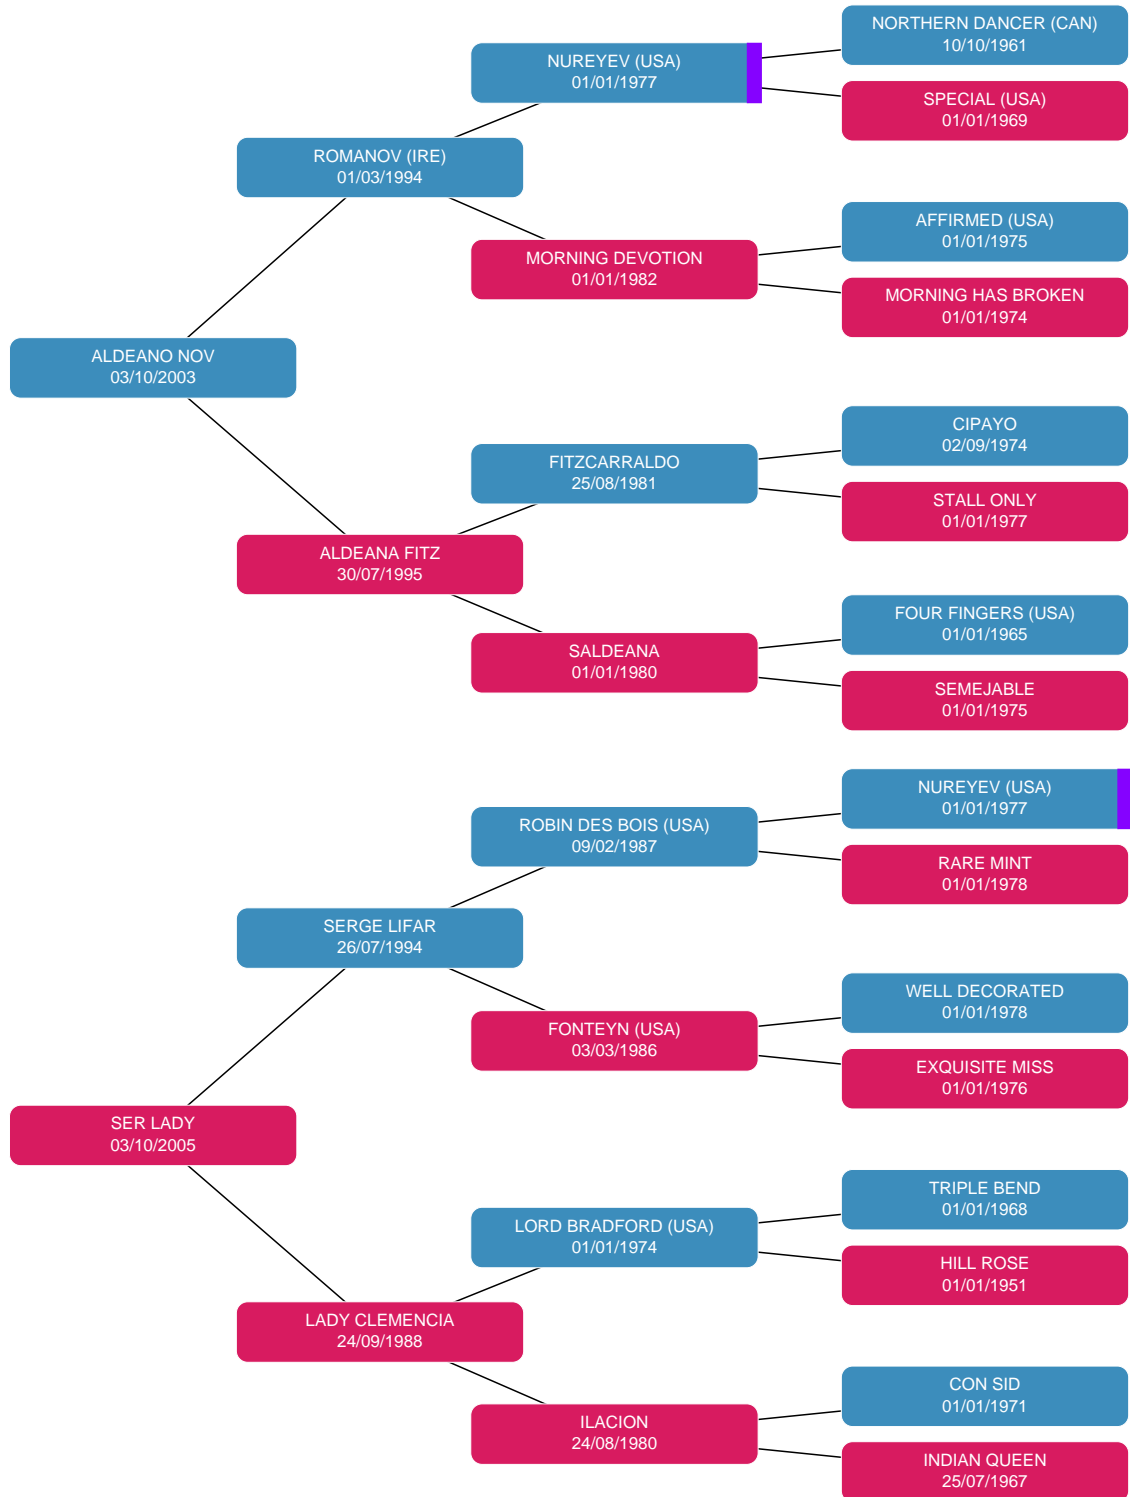 NORTHERN DANCER (CAN)
10/10/1961
NUREYEV (USA)
01/01/1977
SPECIAL (USA)
01/01/1969
ROMANOV (IRE)
01/03/1994
AFFIRMED (USA)
01/01/1975
MORNING DEVOTION
01/01/1982
MORNING HAS BROKEN
01/01/1974
ALDEANO NOV
03/10/2003
CIPAYO
02/09/1974
FITZCARRALDO
25/08/1981
STALL ONLY
01/01/1977
ALDEANA FITZ
30/07/1995
FOUR FINGERS (USA)
01/01/1965
SALDEANA
01/01/1980
SEMEJABLE
01/01/1975
NUREYEV (USA)
01/01/1977
ROBIN DES BOIS (USA)
09/02/1987
RARE MINT
01/01/1978
SERGE LIFAR
26/07/1994
WELL DECORATED
01/01/1978
FONTEYN (USA)
03/03/1986
EXQUISITE MISS
01/01/1976
SER LADY
03/10/2005
TRIPLE BEND
01/01/1968
LORD BRADFORD (USA)
01/01/1974
HILL ROSE
01/01/1951
LADY CLEMENCIA
24/09/1988
CON SID
01/01/1971
ILACION
24/08/1980
INDIAN QUEEN
25/07/1967